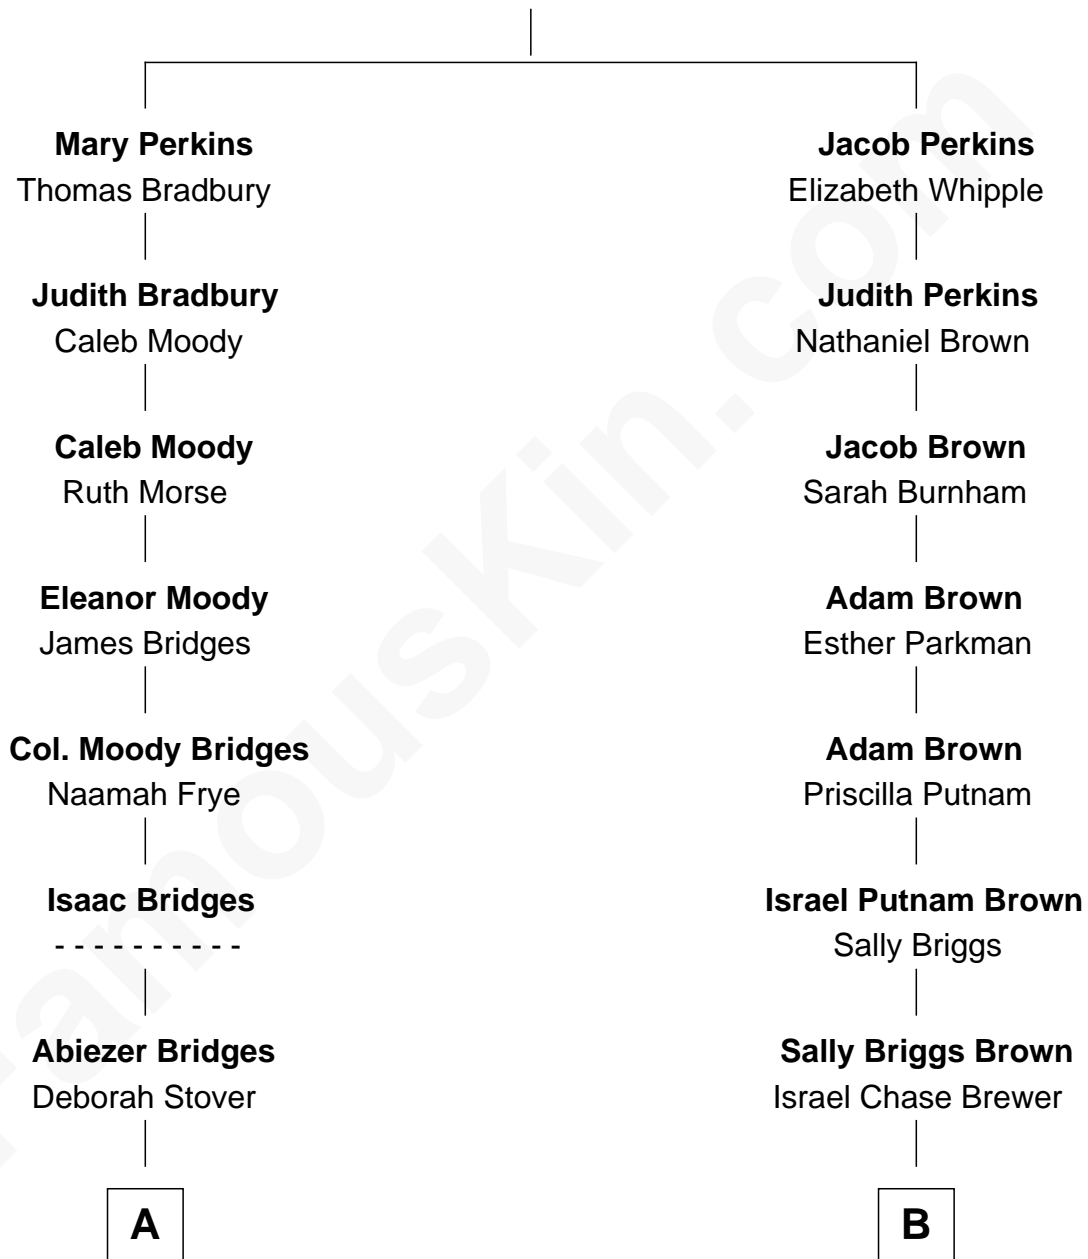 Mary Perkins
Thomas Bradbury
Judith Bradbury
Caleb Moody
Caleb Moody
Ruth Morse
Eleanor Moody
James Bridges
Col. Moody Bridges
Naamah Frye
Isaac Bridges
- - - - - - - - - -
Abiezer Bridges
Deborah Stover
A
Jacob Perkins
Elizabeth Whipple
Judith Perkins
Nathaniel Brown
Jacob Brown
Sarah Burnham
Adam Brown
Esther Parkman
Adam Brown
Priscilla Putnam
Israel Putnam Brown
Sally Briggs
Sally Briggs Brown
Israel Chase Brewer
B
FamousKin.com